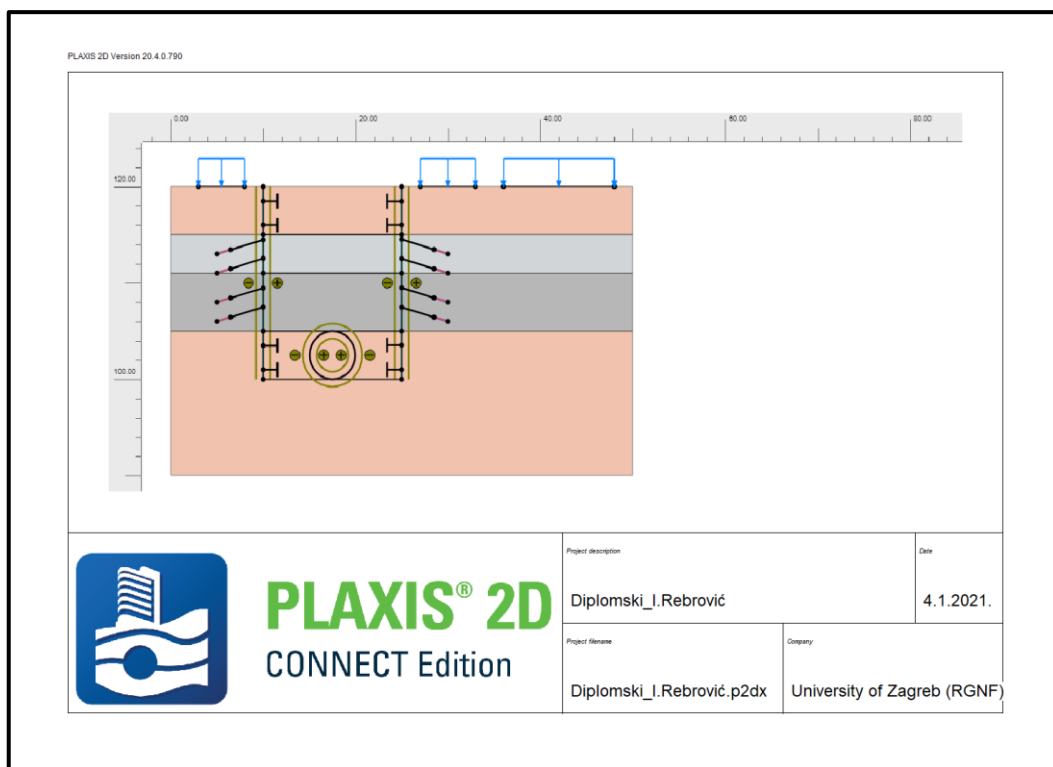 PLAXIS 2D Version 20.4.0.790
0.00 20.00 40.00 60.00 80.00
120.00
100.00
PLAXIS® 2D
CONNECT Edition
Project description
Diplomski_I.Rebrović
Date
4.1.2021.
Project filename
Diplomski_I.Rebrović.p2dx
Company
University of Zagreb (RGNF)